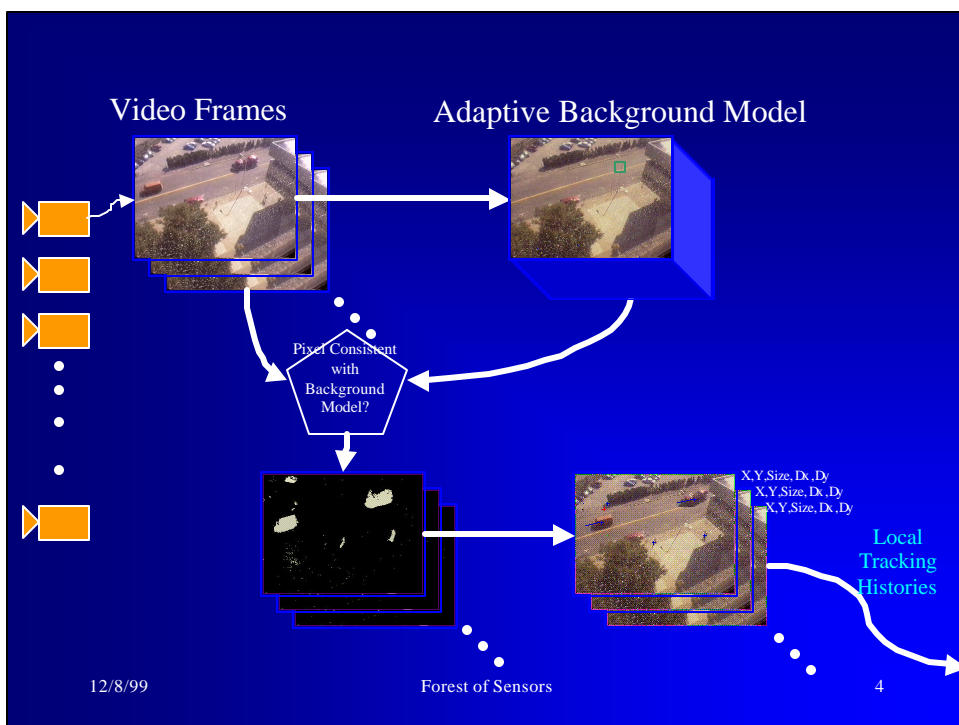 Video Frames
Adaptive Background Model
Pixel Consistent
with
Background
Model?
X,Y,Size,Dx,Dy
X,Y,Size,Dx,Dy
X,Y,Size,Dx,Dy
Local
Tracking
Histories
12/8/99
Forest of Sensors
4